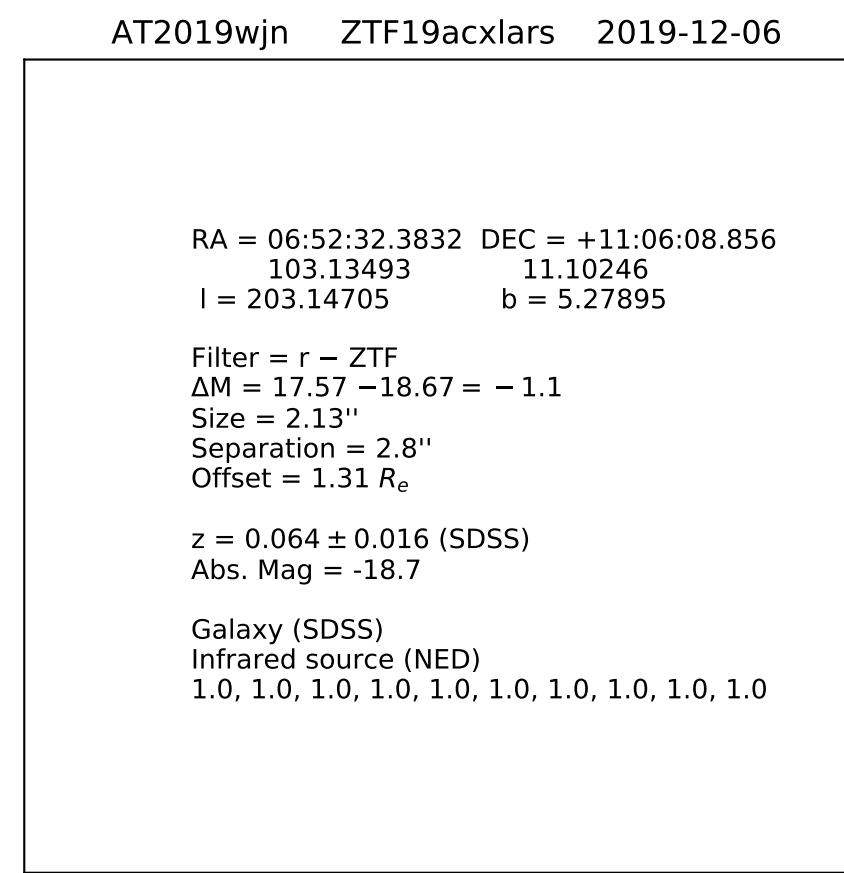 AT2019wjn ZTF19acxlars 2019-12-06
RA = 06:52:32.3832 DEC = +11:06:08.856
103.13493 11.10246
l = 203.14705 b = 5.27895
Filter = r − ZTF
ΔM = 17.57 −18.67 = −1.1
Size = 2.13''
Separation = 2.8''
Offset = 1.31 Re
z = 0.064 ± 0.016 (SDSS)
Abs. Mag = -18.7
Galaxy (SDSS)
Infrared source (NED)
1.0, 1.0, 1.0, 1.0, 1.0, 1.0, 1.0, 1.0, 1.0, 1.0